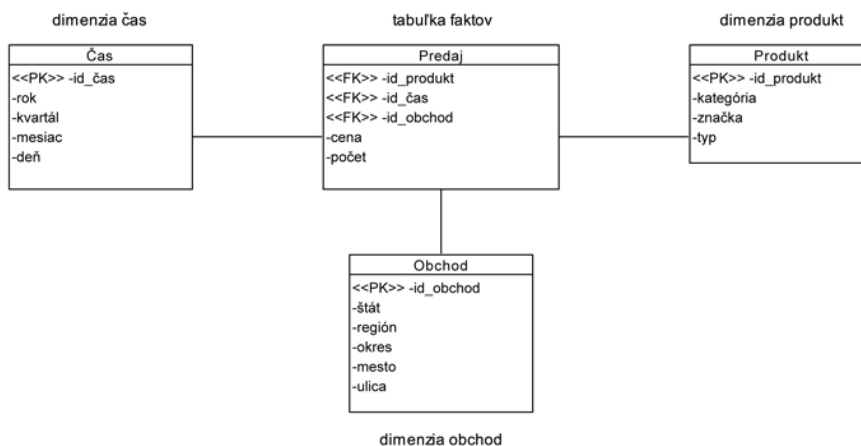 dimenzia čas
tabuľka faktov
dimenzia produkt
Čas
<<PK>> -id_čas
-rok
-kvartál
-mesiac
-deň
Predaj
<<FK>> -id_produkt
<<FK>> -id_čas
<<FK>> -id_obchod
-cena
-počet
Produkt
<<PK>> -id_produkt
-kategória
-značka
-typ
Obchod
<<PK>> -id_obchod
-štát
-región
-okres
-mesto
-ulica
dimenzia obchod